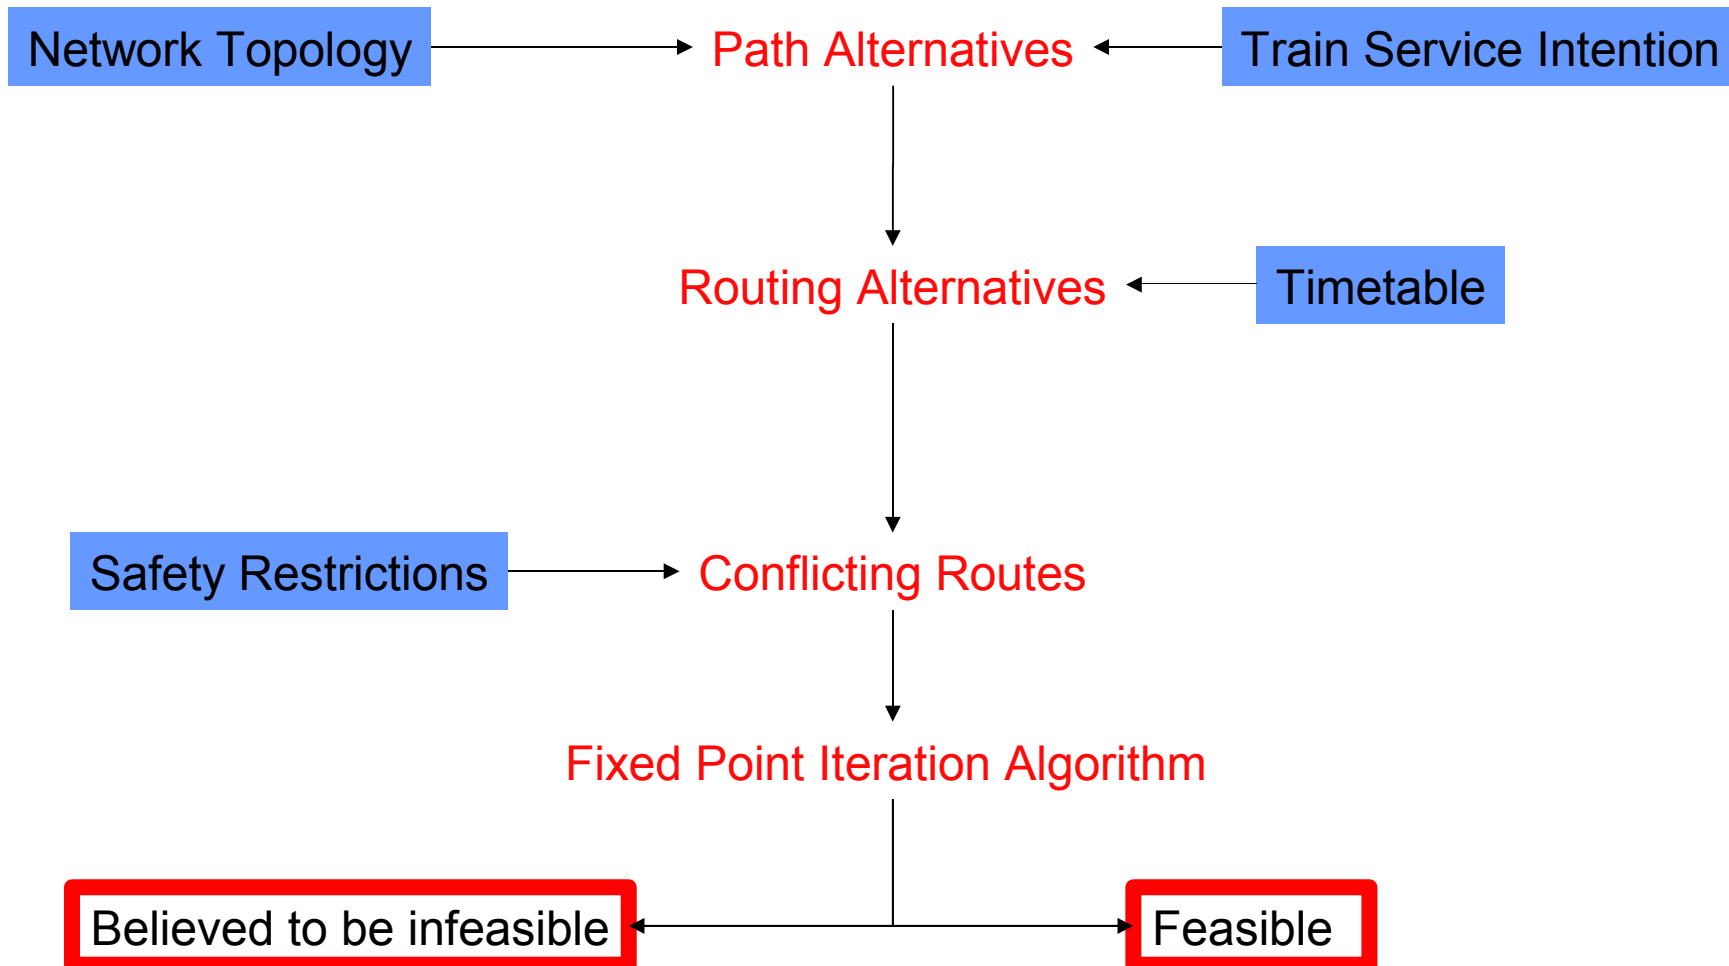 Network Topology
Path Alternatives
Train Service Intention
Routing Alternatives
Timetable
Safety Restrictions
Conflicting Routes
Fixed Point Iteration Algorithm
Believed to be infeasible
Feasible